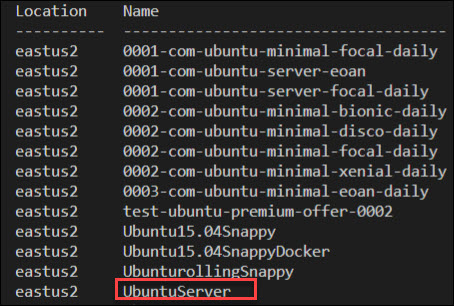 Location    Name
----------  ------------------------------------
eastus2     0001-com-ubuntu-minimal-focal-daily
eastus2     0001-com-ubuntu-server-eoan
eastus2     0001-com-ubuntu-server-focal-daily
eastus2     0002-com-ubuntu-minimal-bionic-daily
eastus2     0002-com-ubuntu-minimal-disco-daily
eastus2     0002-com-ubuntu-minimal-focal-daily
eastus2     0002-com-ubuntu-minimal-xenial-daily
eastus2     0003-com-ubuntu-minimal-eoan-daily
eastus2     test-ubuntu-premium-offer-0002
eastus2     Ubuntu15.04Snappy
eastus2     Ubuntu15.04SnappyDocker
eastus2     UbunturollingSnappy
eastus2     UbuntuServer